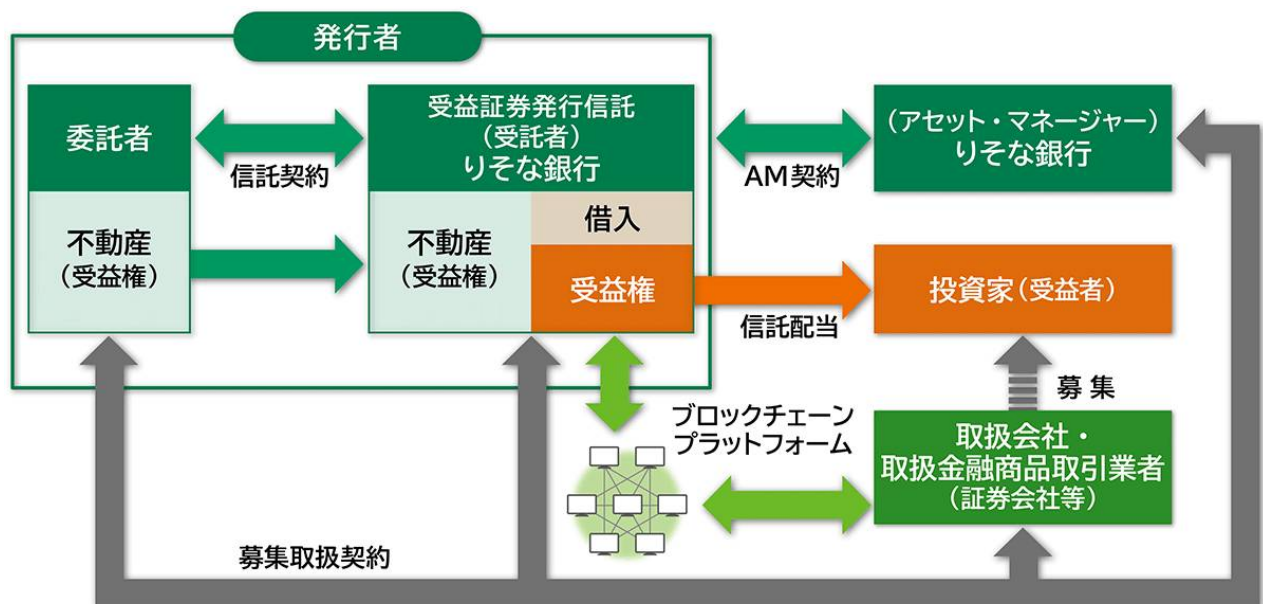 発行者
委託者
不動産
(受益権)
信託契約
受益証券発行信託
(受託者)
りそな銀行
不動産
(受益権)
借入
受益権
AM契約
(アセット・マネージャー)
りそな銀行
信託配当
投資家(受益者)
募集
ブロックチェーン
プラットフォーム
取扱会社・
取扱金融商品取引業者
(証券会社等)
募集取扱契約